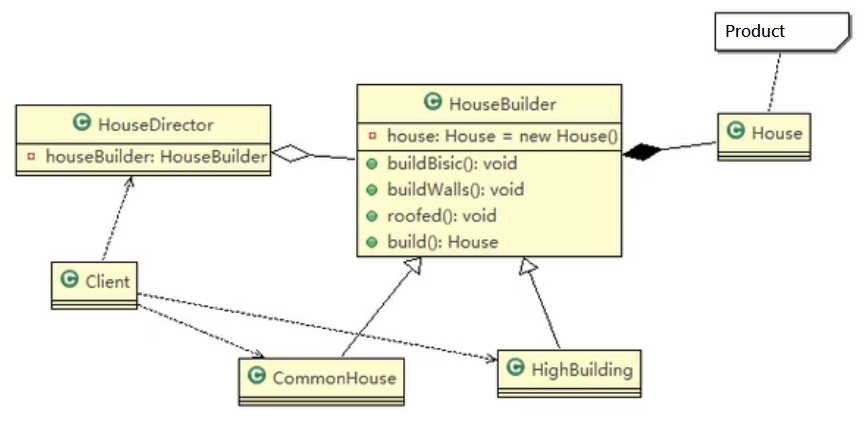 Product
HouseDirector
houseBuilder: HouseBuilder
HouseBuilder
house: House = new House()
buildBisic(): void
buildWalls(): void
roofed(): void
build(): House
House
Client
CommonHouse
HighBuilding